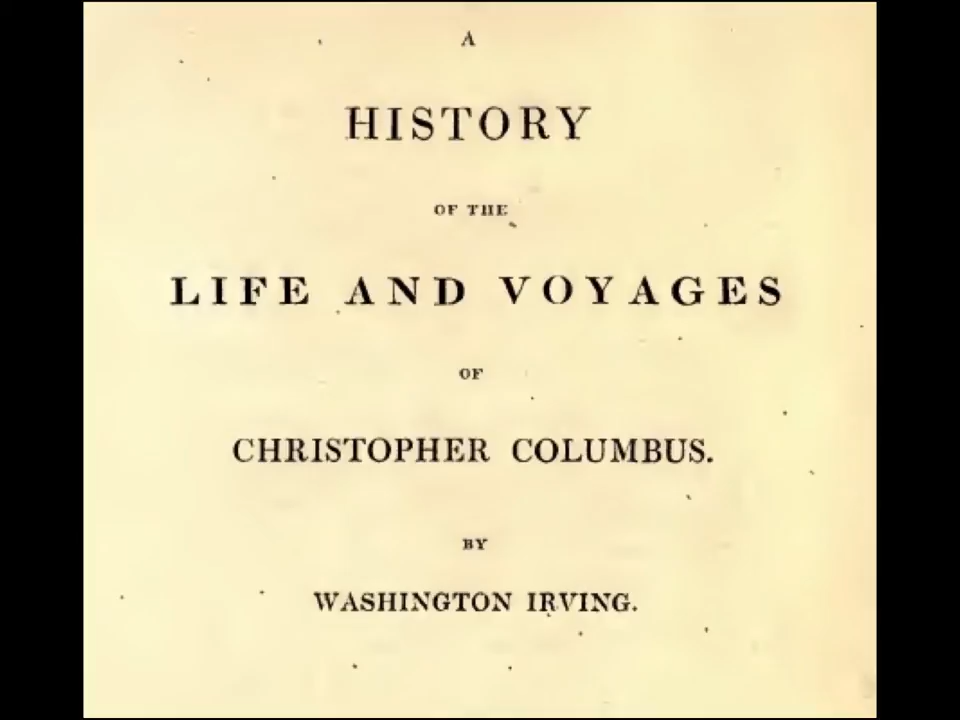 A
HISTORY
OF THE
LIFE AND VOYAGES
OF
CHRISTOPHER COLUMBUS.
BY
WASHINGTON IRVING.